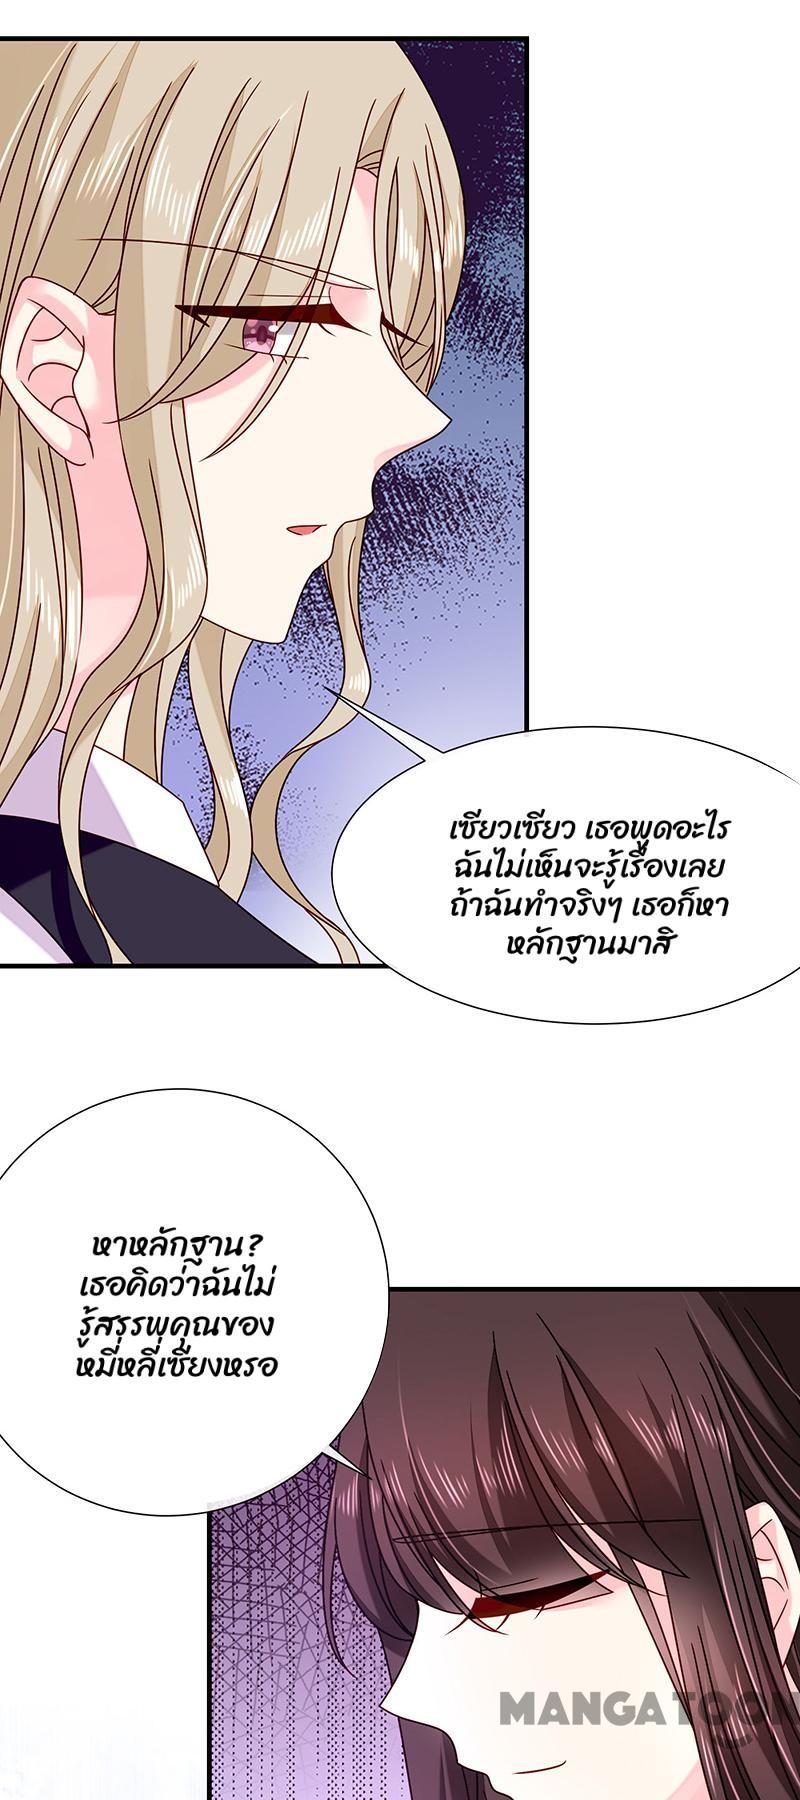 เซียวเซียว เธอพูดอะไร
ฉันไม่เห็นจะรู้เรื่องเลย
ถ้าฉันทำจริงๆ เธอก็หา
หลักฐานมาสิ
หาหลักฐาน?
เธอคิดว่าฉันไม่
รู้สรรพคุณของ
หมี่หลี่เซียงหรอ
MANGATOON